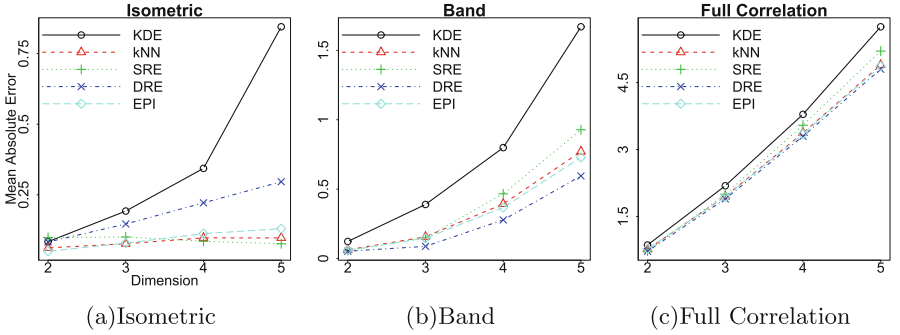 Isometric
Band
Full Correlation
Mean Absolute Error
0.25
0.5
0.75
KDE
kNN
SRE
DRE
EPI
2
3
4
5
Dimension
0
0.5
1
1.5
KDE
kNN
SRE
DRE
EPI
2
3
4
5
1.5
3
4.5
KDE
kNN
SRE
DRE
EPI
2
3
4
5
(a)Isometric
(b)Band
(c)Full Correlation